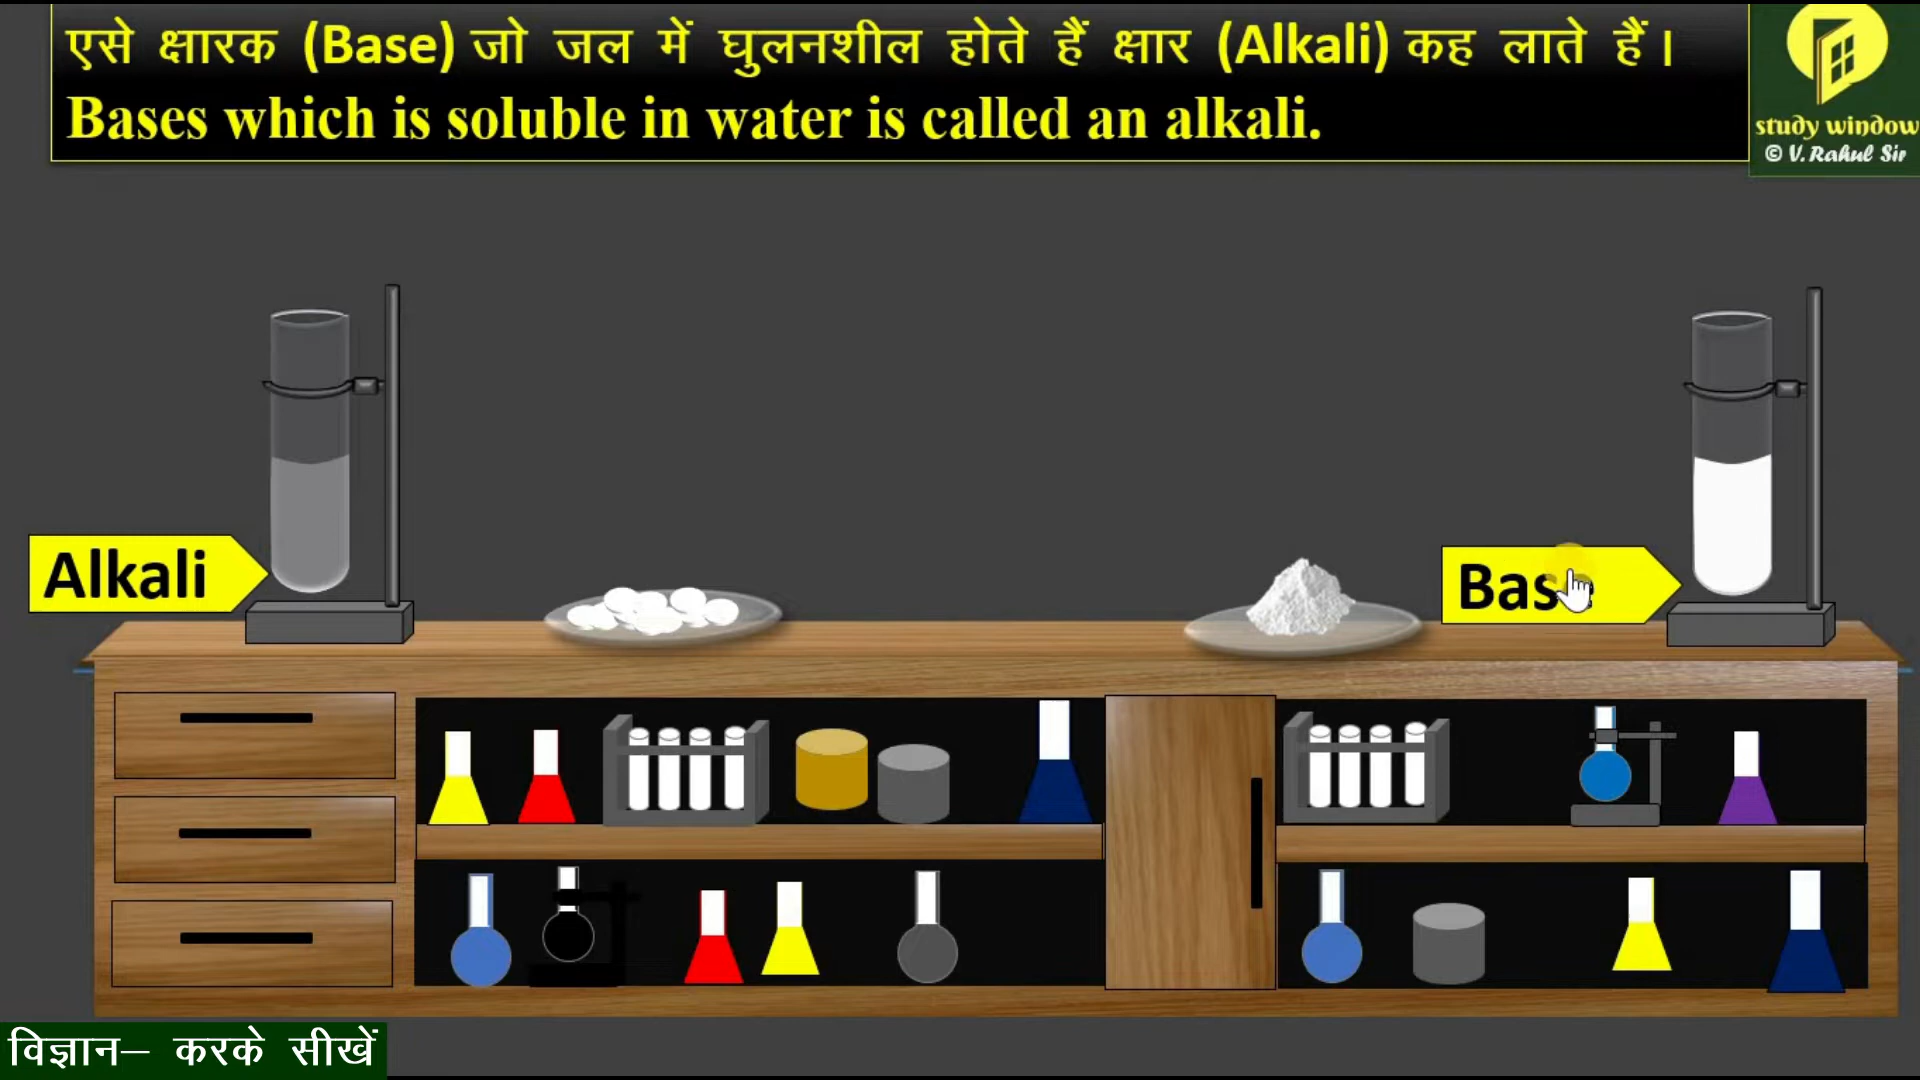 एसे क्षारक (Base) जो जल में घुलनशील होते हैं क्षार (Alkali) कह लाते हैं।
Bases which is soluble in water is called an alkali.
study window
© V. Rahul Sir
Alkali
Base
विज्ञान– करके सीखें